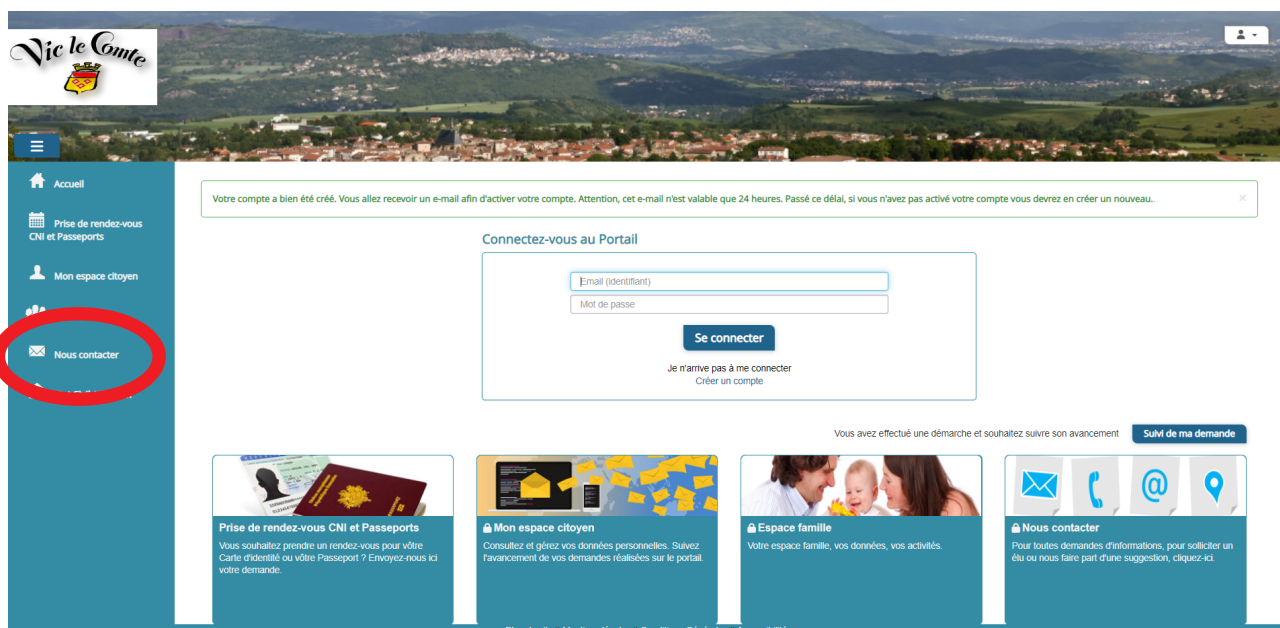 Vic le Comte
Accueil
Prise de rendez-vous
CNI et Passeports
Mon espace citoyen
Nous contacter
Votre compte a bien été créé. Vous allez recevoir un e-mail afin d'activer votre compte. Attention, cet e-mail n'est valable que 24 heures. Passé ce délai, si vous n'avez pas activé votre compte vous devrez en créer un nouveau..
Connectez-vous au Portail
Email (identifiant)
Mot de passe
Se connecter
Je n'arrive pas à me connecter
Créer un compte
Vous avez effectué une démarche et souhaitez suivre son avancement
Suivi de ma demande
Prise de rendez-vous CNI et Passeports
Vous souhaitez prendre un rendez-vous pour vôtre
Carte d'identité ou vôtre Passeport ? Envoyez-nous ici
votre demande.
Mon espace citoyen
Consultez et gérez vos données personnelles. Suivez
l'avancement de vos demandes réalisées sur le portail.
Espace famille
Votre espace famille, vos données, vos activités.
Nous contacter
Pour toutes demandes d'informations, pour solliciter un
élu ou nous faire part d'une suggestion, cliquez-ici.